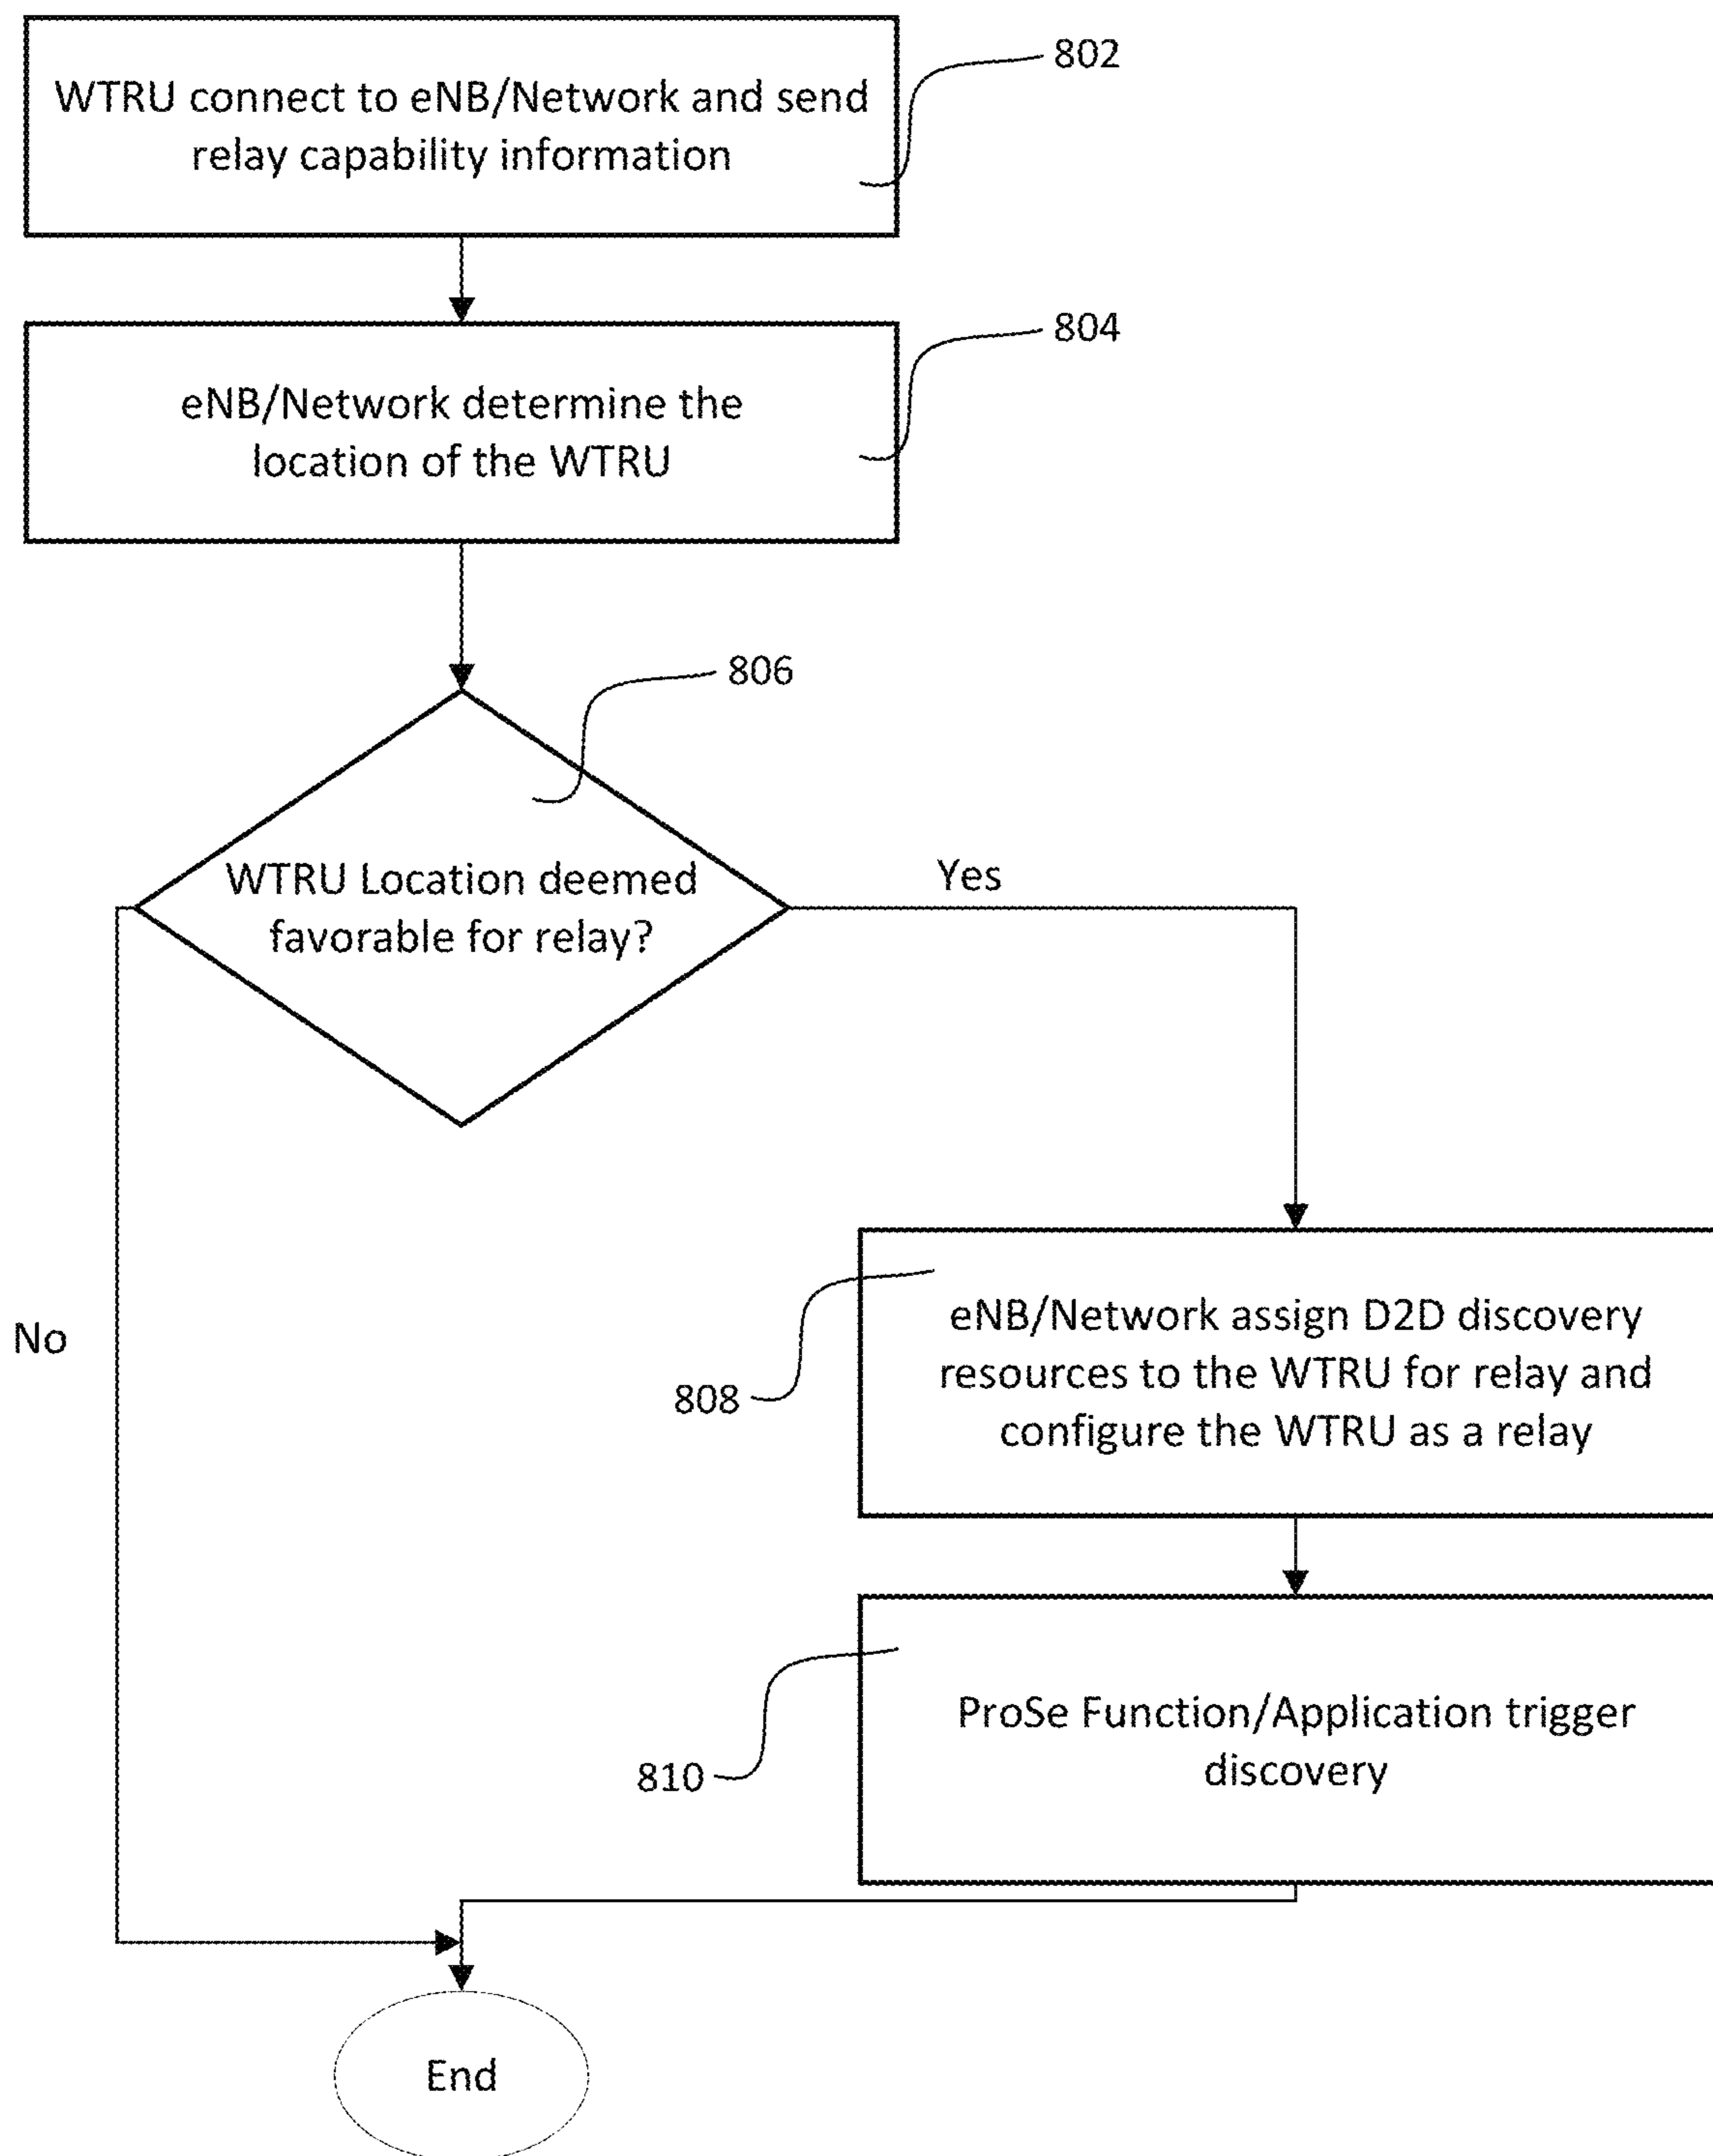 WTRU connect to eNB/Network and send
relay capability information
802
eNB/Network determine the
location of the WTRU
804
806
WTRU Location deemed
favorable for relay?
Yes
No
eNB/Network assign D2D discovery
resources to the WTRU for relay and
configure the WTRU as a relay
808
ProSe Function/Application trigger
discovery
810
End